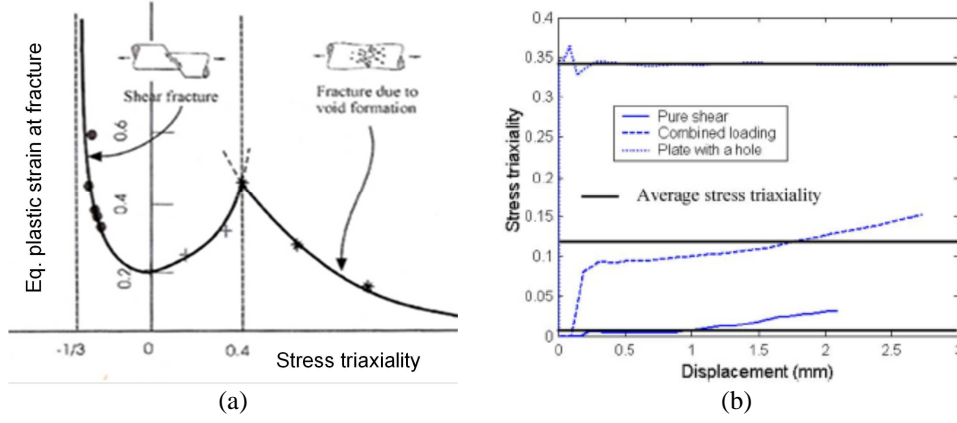 Eq. plastic strain at fracture
Shear fracture
Fracture due to
void formation
0.6
0.4
0.2
-1/3
0
0.4
Stress triaxiality
(a)
Stress triaxiality
0.4
0.35
0.3
0.25
0.2
0.15
0.1
0.05
0
Pure shear
Combined loading
Plate with a hole
Average stress triaxiality
0
0.5
1
1.5
2
2.5
3
Displacement (mm)
(b)